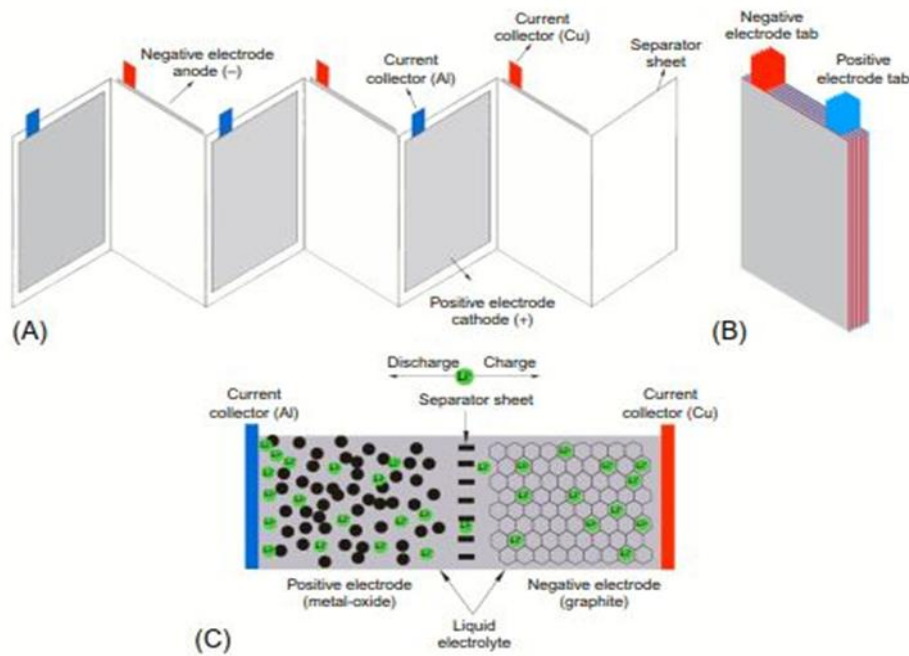 Negative electrode
anode (–)
Current
collector (Al)
Current
collector (Cu)
Separator
sheet
Positive electrode
cathode (+)
(A)
Negative
electrode tab
Positive
electrode tab
(B)
Discharge
Charge
Li⁺
Separator sheet
Current
collector (Al)
Current
collector (Cu)
Positive electrode
(metal-oxide)
Negative electrode
(graphite)
Liquid
electrolyte
(C)